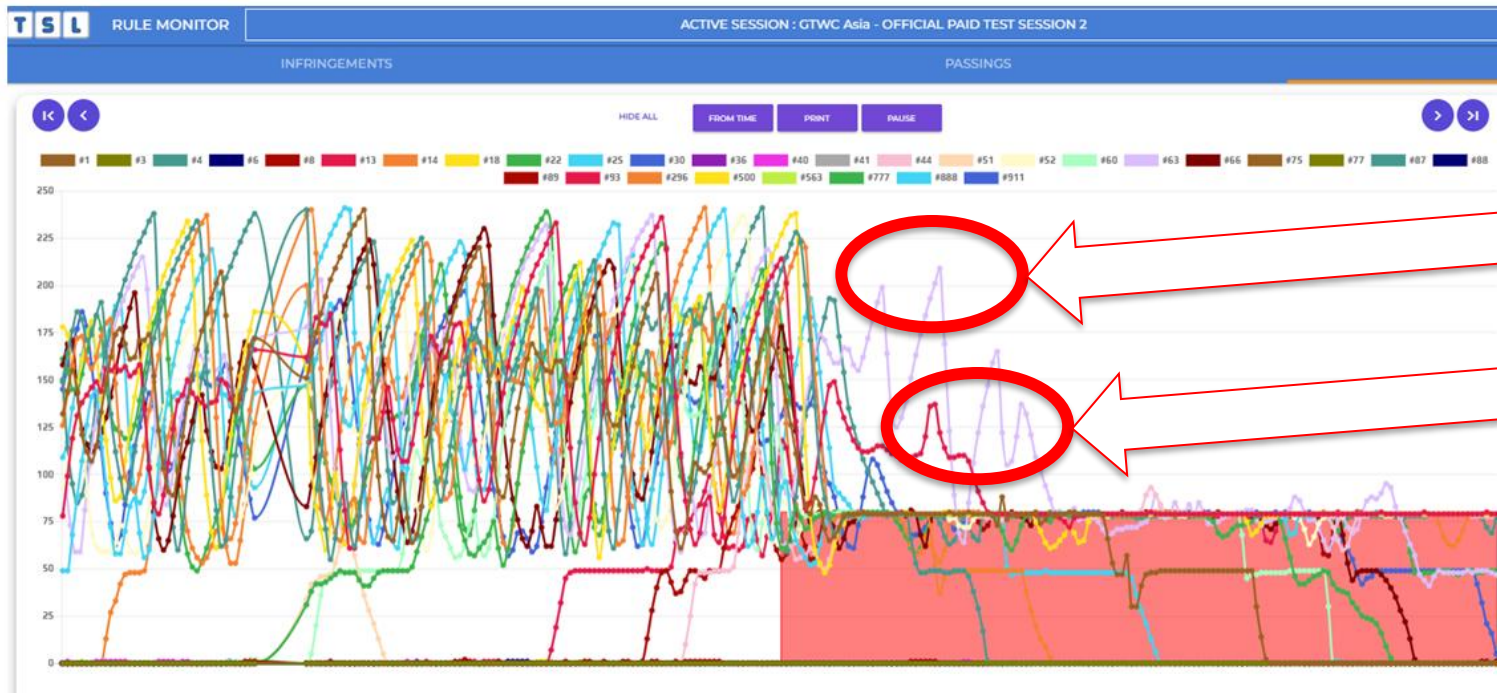 TSL RULE MONITOR ACTIVE SESSION : GTWC Asia - OFFICIAL PAID TEST SESSION 2
INFRINGEMENTS PASSINGS
HIDE ALL FROM TIME PRINT PAUSE
#1 #3 #4 #6 #8 #13 #14 #18 #22 #25 #30 #36 #40 #41 #44 #51 #52 #60 #63 #66 #75 #77 #87 #88
#89 #93 #296 #500 #563 #777 #888 #911
250
225
200
175
150
125
100
75
50
25
0